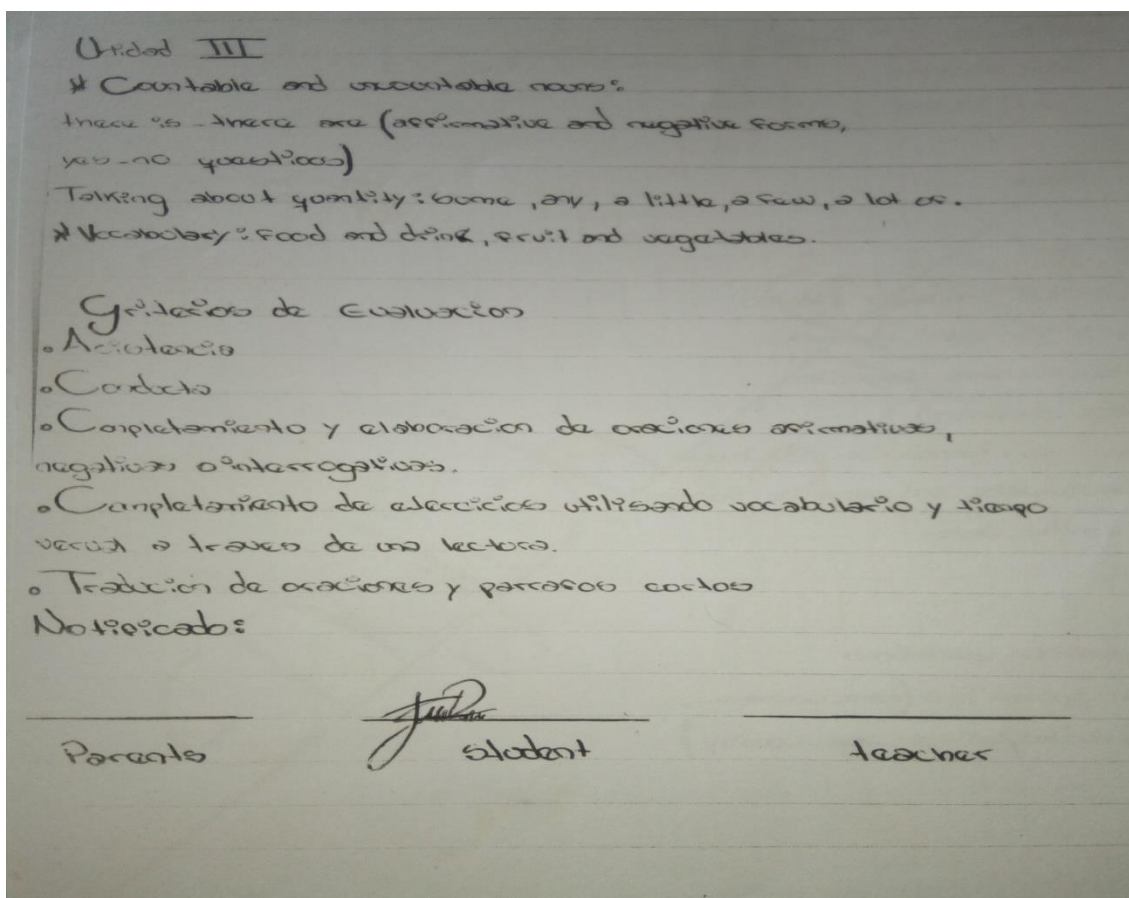 Unidad III
* Countable and uncountable nouns:
there is - there are (affirmative and negative forms,
yes-no questions)
Talking about quantity: some, any, a little, a few, a lot of.
* Vocabulary: Food and drink, fruit and vegetables.
Criterios de Evaluacion
• Asistencia
• Conducta
• Completamiento y elaboracion de oraciones afirmativas,
negativas o interrogativas.
• Completamiento de ejercicios utilisando vocabulario y tiempo
verbal a traves de una lectura.
• Traducion de oraciones y parrafos cortos
Notificado:
Parents student teacher